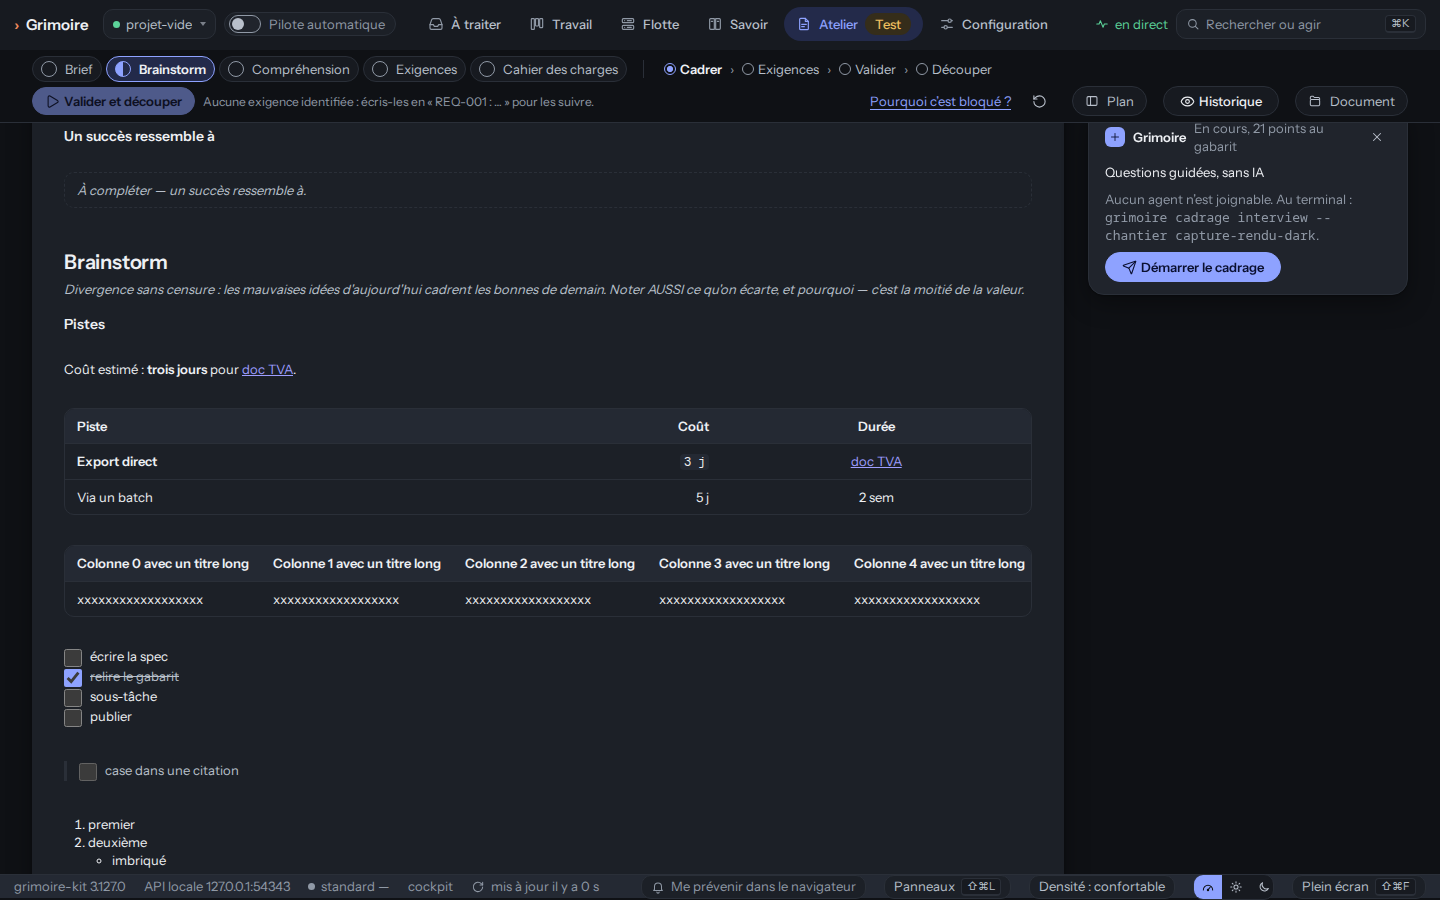 Grimoire projet-vide Pilote automatique À traiter Travail Flotte Savoir Atelier Test Configuration en direct Rechercher ou agir ⌘K
Brief Brainstorm Compréhension Exigences Cahier des charges Cadrer › Exigences › Valider › Découper
Valider et découper Aucune exigence identifiée : écris-les en « REQ-001 : … » pour les suivre. Pourquoi c'est bloqué ? Plan Historique Document
Un succès ressemble à
À compléter — un succès ressemble à.
Brainstorm
Divergence sans censure : les mauvaises idées d'aujourd'hui cadrent les bonnes de demain. Noter AUSSI ce qu'on écarte, et pourquoi — c'est la moitié de la valeur.
Pistes
Coût estimé : trois jours pour doc TVA.
Piste Coût Durée
Export direct 3 j doc TVA
Via un batch 5 j 2 sem
Colonne 0 avec un titre long Colonne 1 avec un titre long Colonne 2 avec un titre long Colonne 3 avec un titre long Colonne 4 avec un titre long
xxxxxxxxxxxxxxxxxx xxxxxxxxxxxxxxxxxx xxxxxxxxxxxxxxxxxx xxxxxxxxxxxxxxxxxx xxxxxxxxxxxxxxxxxx
écrire la spec
relire le gabarit
sous-tâche
publier
case dans une citation
1. premier
2. deuxième
imbriqué
Grimoire En cours, 21 points au
gabarit
Questions guidées, sans IA
Aucun agent n'est joignable. Au terminal :
grimoire cadrage interview --
chantier capture-rendu-dark.
Démarrer le cadrage
grimoire-kit 3.127.0 API locale 127.0.0.1:54343 standard — cockpit mis à jour il y a 0 s Me prévenir dans le navigateur Panneaux ⇧⌘L Densité : confortable Plein écran ⇧⌘F